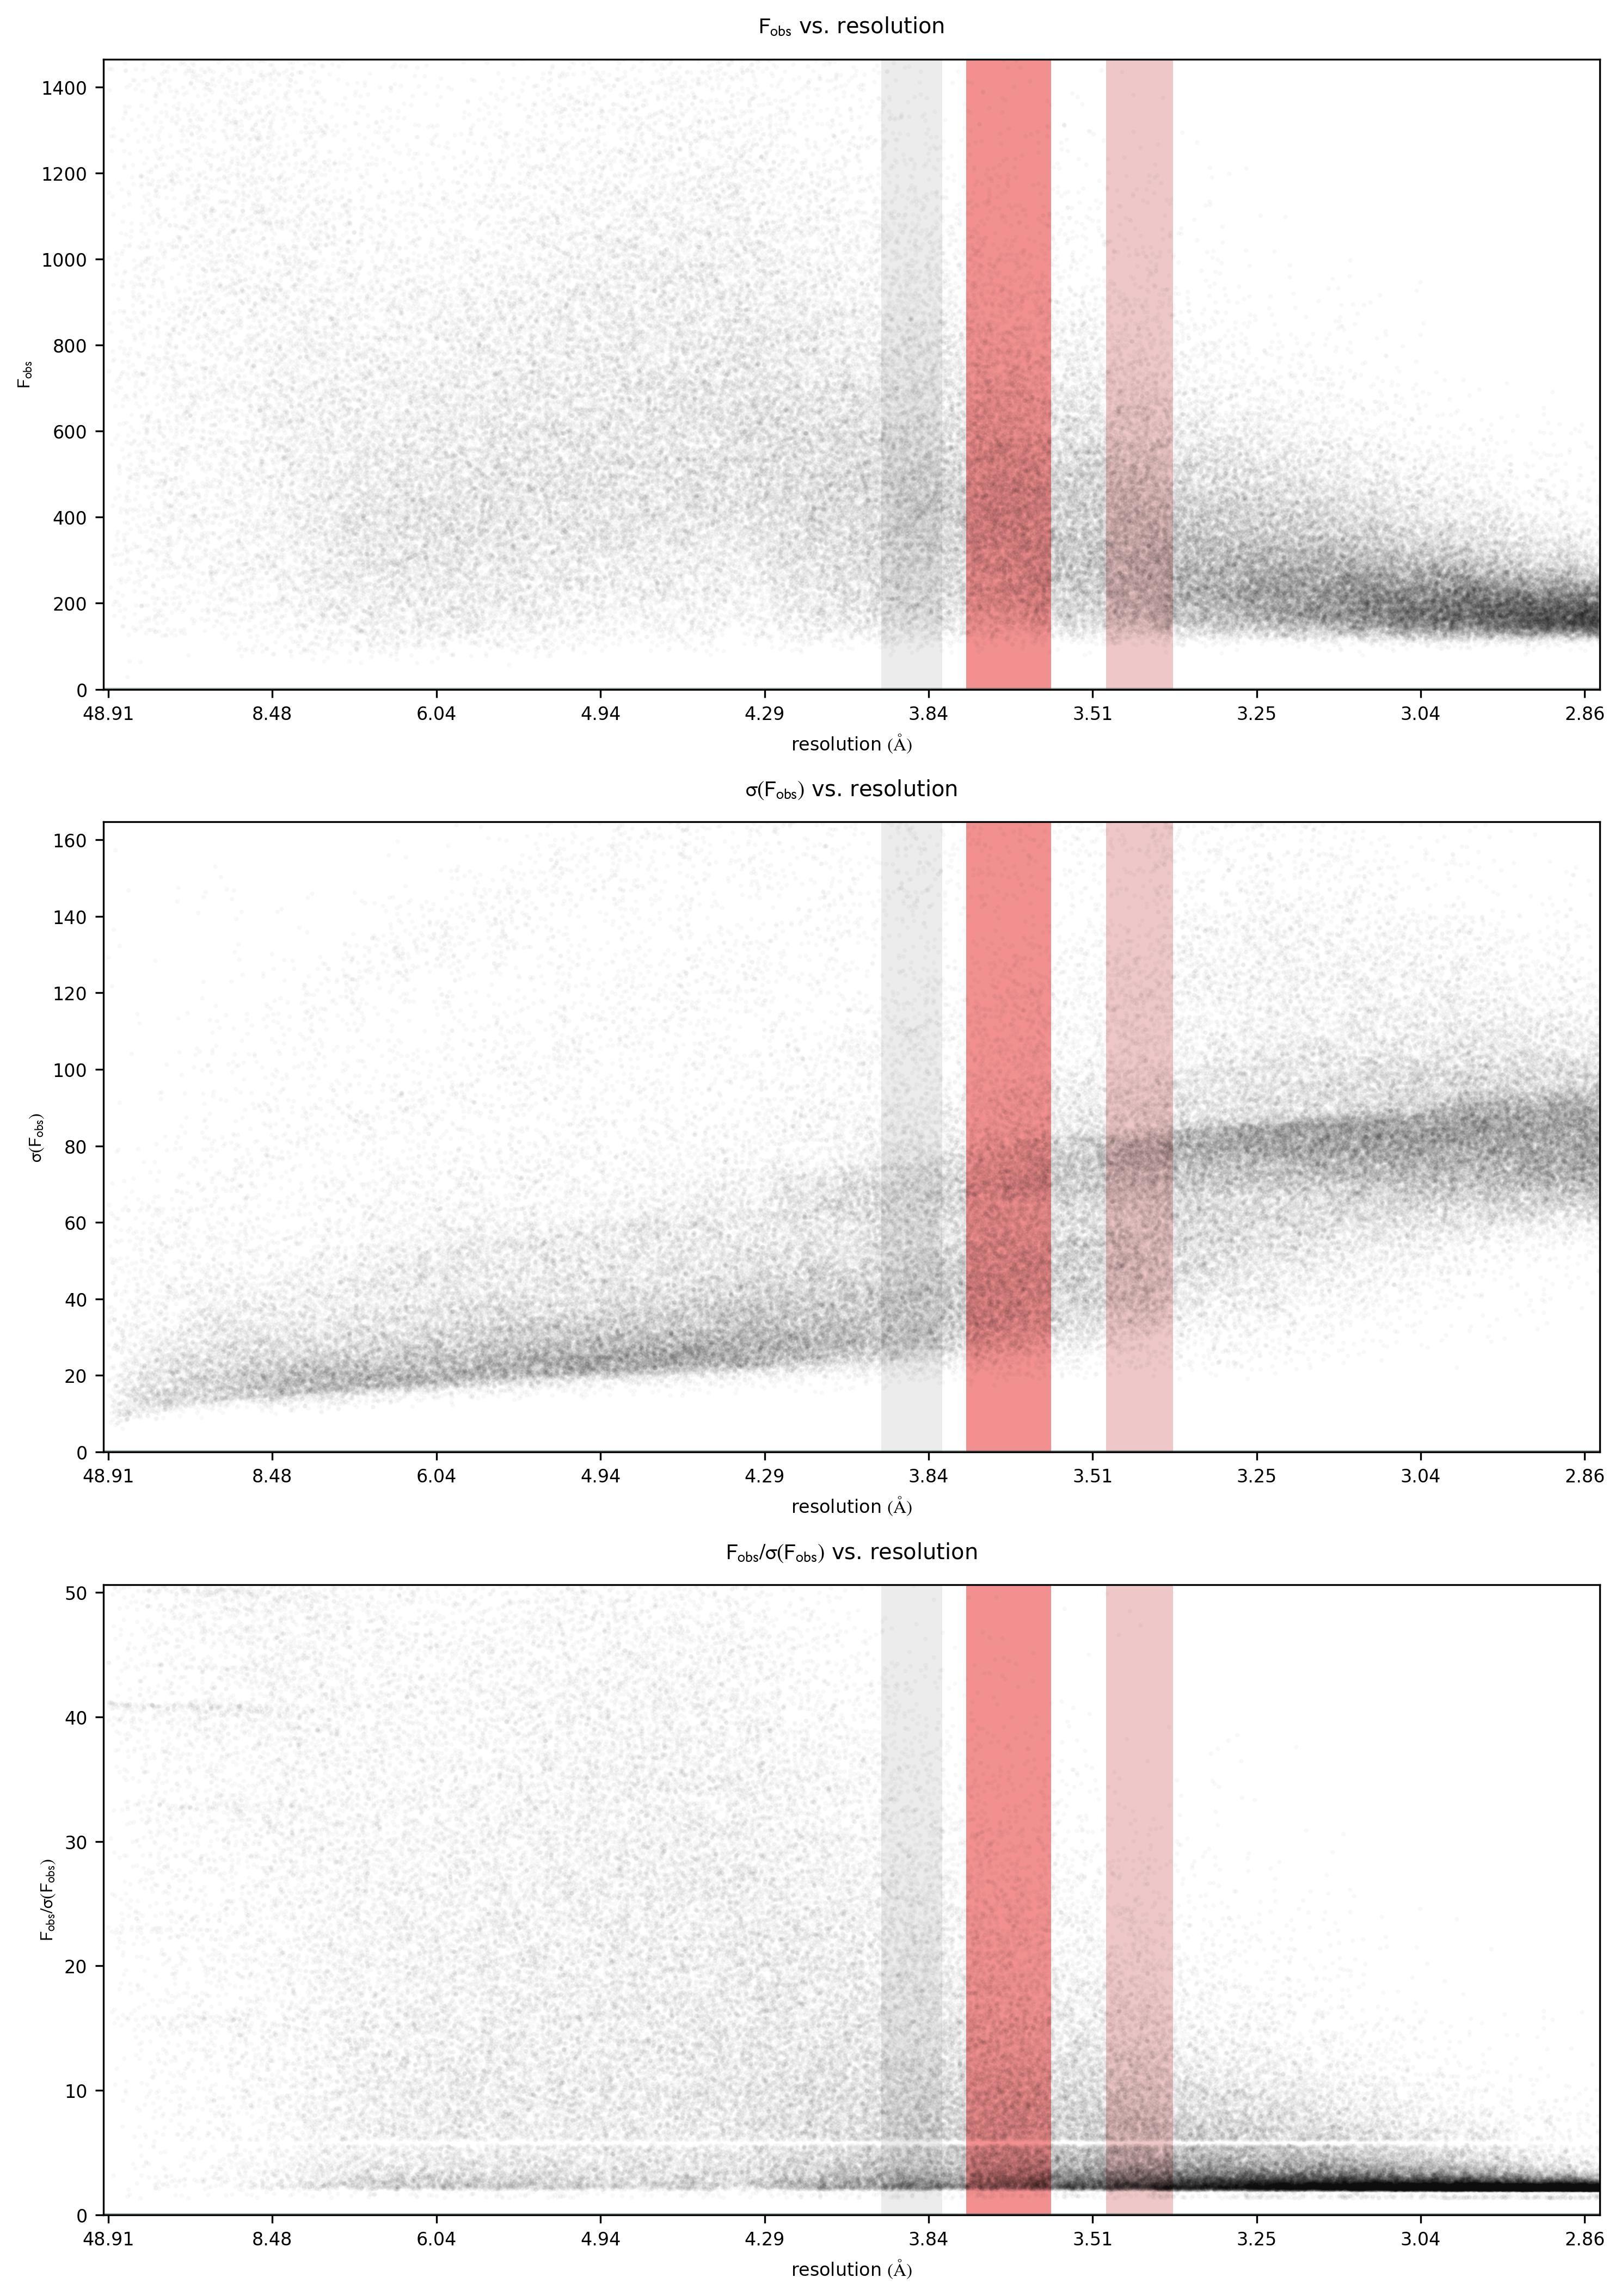 Fobs vs. resolution
1400
1200
1000
800
600
400
200
0
Fobs
48.91 8.48 6.04 4.94 4.29 3.84 3.51 3.25 3.04 2.86
resolution (Å)
σ(Fobs) vs. resolution
160
140
120
100
80
60
40
20
0
σ(Fobs)
48.91 8.48 6.04 4.94 4.29 3.84 3.51 3.25 3.04 2.86
resolution (Å)
Fobs/σ(Fobs) vs. resolution
50
40
30
20
10
0
Fobs/σ(Fobs)
48.91 8.48 6.04 4.94 4.29 3.84 3.51 3.25 3.04 2.86
resolution (Å)